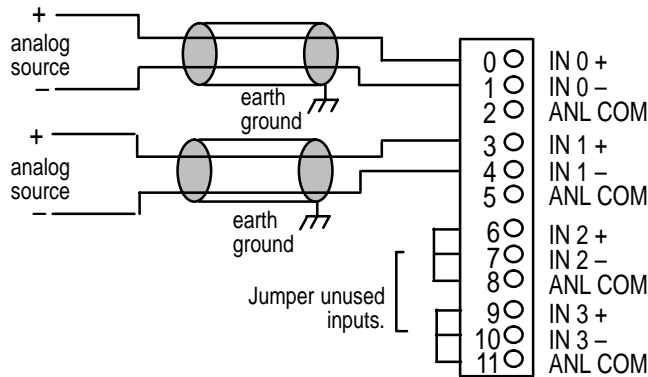 +
analog
source
–
earth
ground
+
analog
source
–
earth
ground
Jumper unused
inputs.
0 IN 0 +
1 IN 0 –
2 ANL COM
3 IN 1 +
4 IN 1 –
5 ANL COM
6 IN 2 +
7 IN 2 –
8 ANL COM
9 IN 3 +
10 IN 3 –
11 ANL COM